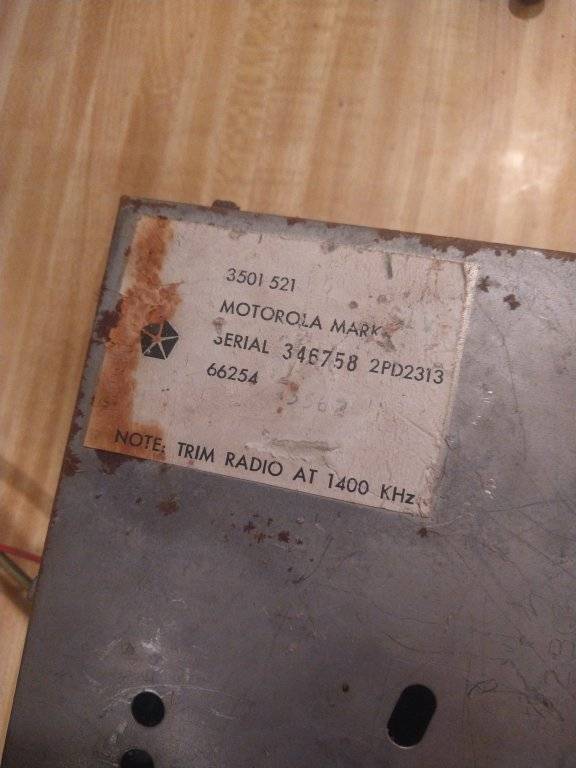 3501 521
MOTOROLA MARK
SERIAL 346758 2PD2313
66254
NOTE: TRIM RADIO AT 1400 KHz